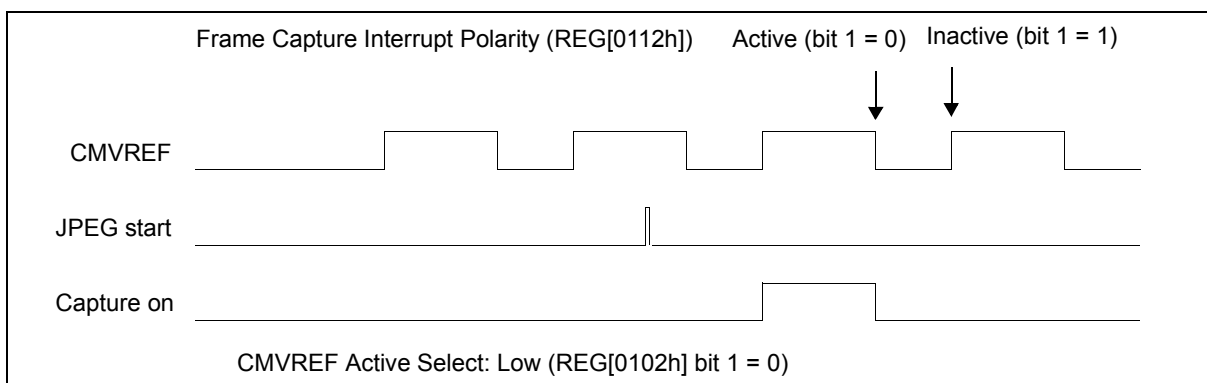 Frame Capture Interrupt Polarity (REG[0112h]) Active (bit 1 = 0) Inactive (bit 1 = 1)
CMVREF
JPEG start
Capture on
CMVREF Active Select: Low (REG[0102h] bit 1 = 0)